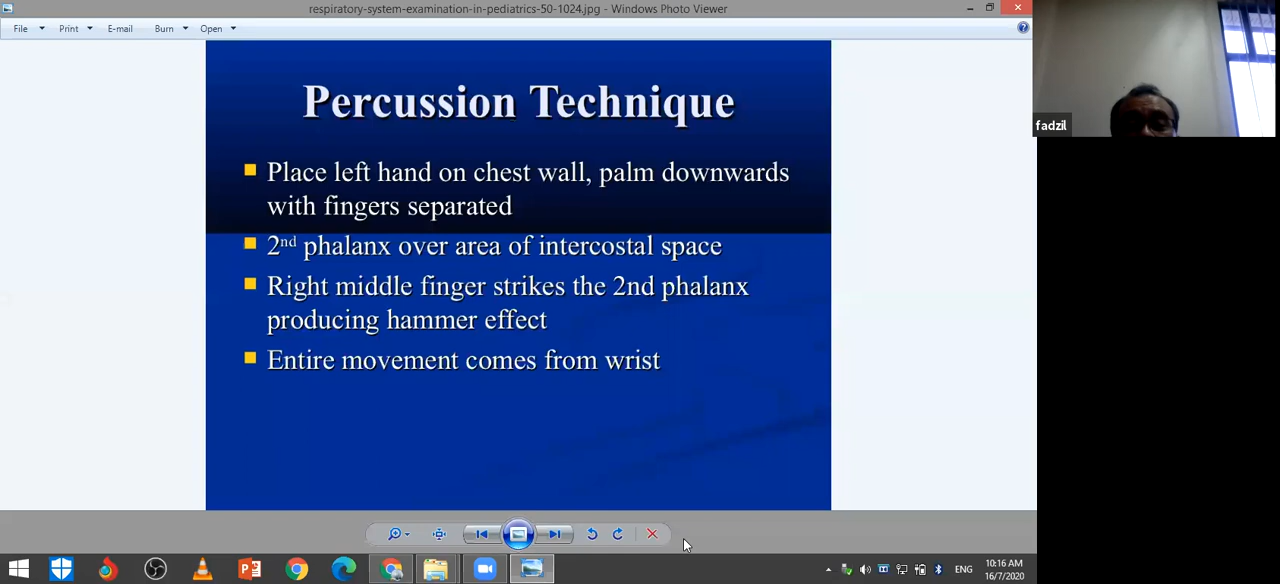 respiratory-system-examination-in-pediatrics-50-1024.jpg - Windows Photo Viewer
File Print E-mail Burn Open
fadzil
Percussion Technique
Place left hand on chest wall, palm downwards
with fingers separated
2nd phalanx over area of intercostal space
Right middle finger strikes the 2nd phalanx
producing hammer effect
Entire movement comes from wrist
ENG
10:16 AM
16/7/2020